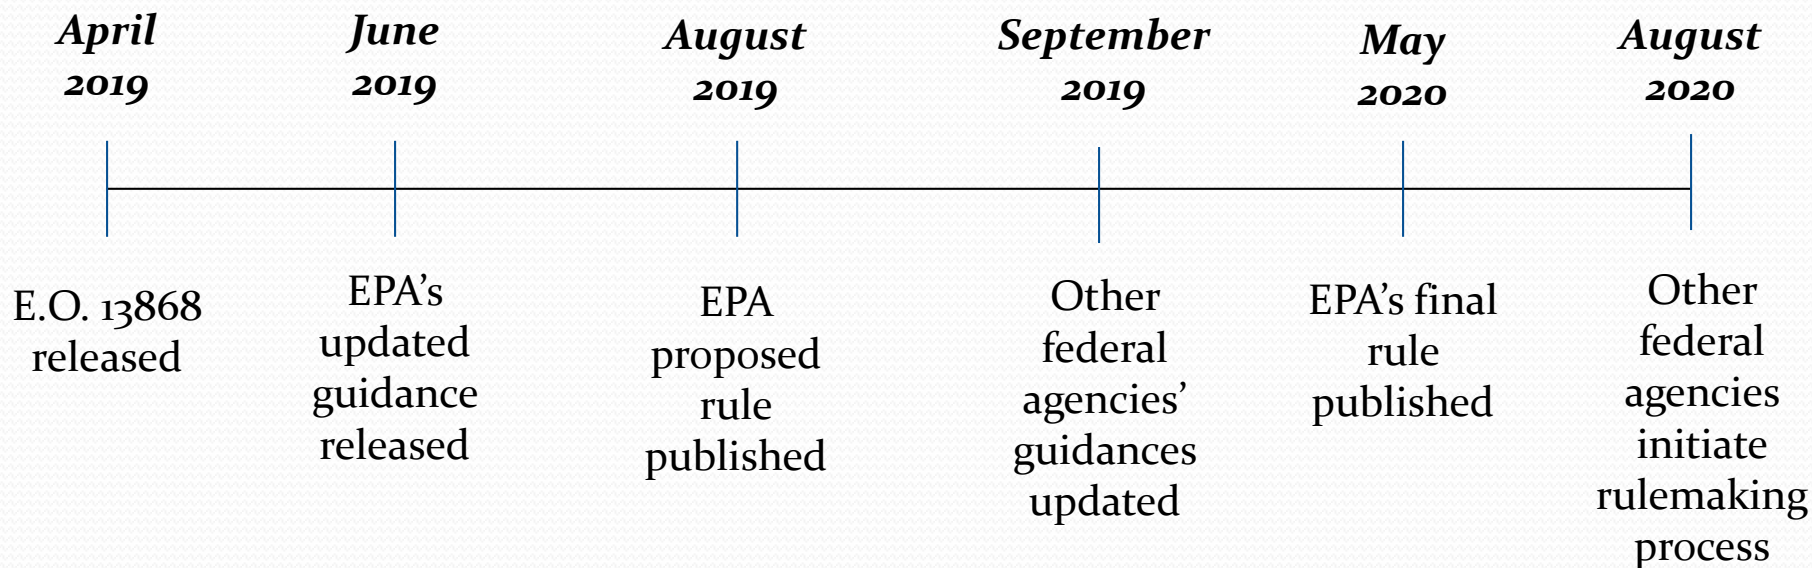 April
2019
June
2019
August
2019
September
2019
May
2020
August
2020
E.O. 13868
released
EPA’s
updated
guidance
released
EPA
proposed
rule
published
Other
federal
agencies’
guidances
updated
EPA’s final
rule
published
Other
federal
agencies
initiate
rulemaking
process